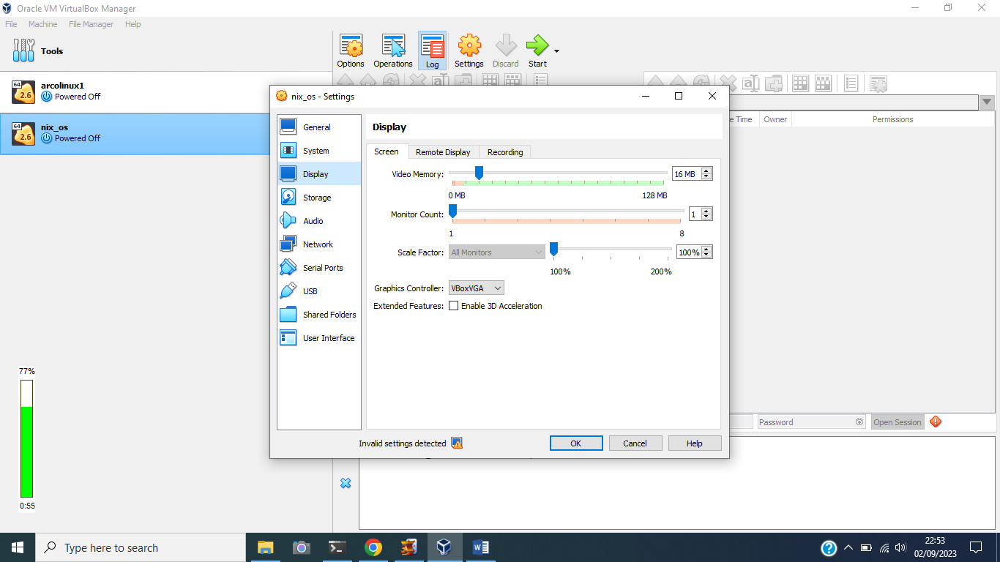 Oracle VM VirtualBox Manager
File Machine File Manager Help
Tools
Options Operations Log Settings Discard Start
64 2.6 arcolinux1
Powered Off
64 2.6 nix_os
Powered Off
e Time Owner Permissions
nix_os - Settings
General
System
Display
Storage
Audio
Network
Serial Ports
USB
Shared Folders
User Interface
Display
Screen Remote Display Recording
Video Memory: 16 MB
0 MB 128 MB
Monitor Count: 1
1 8
Scale Factor: All Monitors 100%
100% 200%
Graphics Controller: VBoxVGA
Extended Features: Enable 3D Acceleration
Invalid settings detected OK Cancel Help
Password Open Session
77%
0:55
Type here to search
22:53
02/09/2023